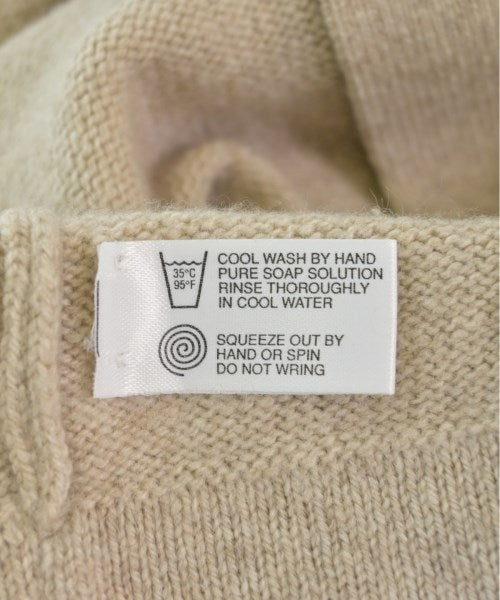 35°C
95°F
COOL WASH BY HAND
PURE SOAP SOLUTION
RINSE THOROUGHLY
IN COOL WATER
SQUEEZE OUT BY
HAND OR SPIN
DO NOT WRING